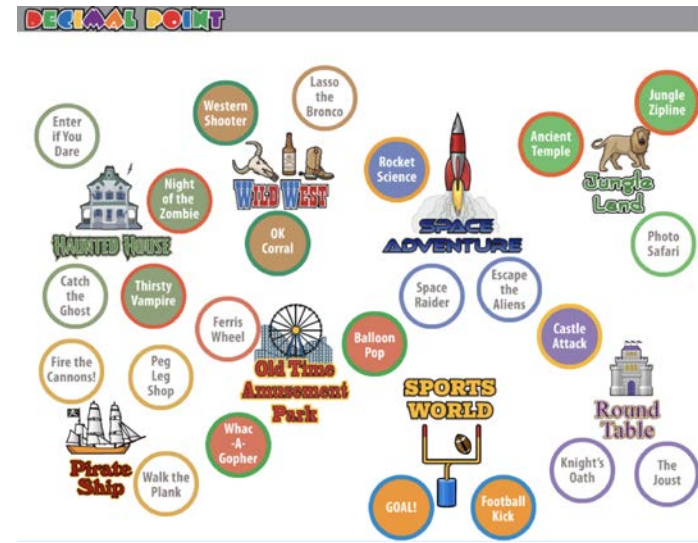 DECIMAL POINT
Enter
if You
Dare
Western
Shooter
Lasso
the
Bronco
Jungle
Zipline
Ancient
Temple
Rocket
Science
Night
of the
Zombie
WILD WEST
Jungle
Land
HAUNTED HOUSE
OK
Corral
SPACE
ADVENTURE
Photo
Safari
Catch
the
Ghost
Thirsty
Vampire
Ferris
Wheel
Space
Raider
Escape
the
Aliens
Balloon
Pop
Castle
Attack
Fire the
Cannons!
Peg
Leg
Shop
Old Time
Amusement
Park
SPORTS
WORLD
Round
Table
Whac
-A-
Gopher
Pirate
Ship
Walk the
Plank
Knight's
Oath
The
Joust
GOAL!
Football
Kick